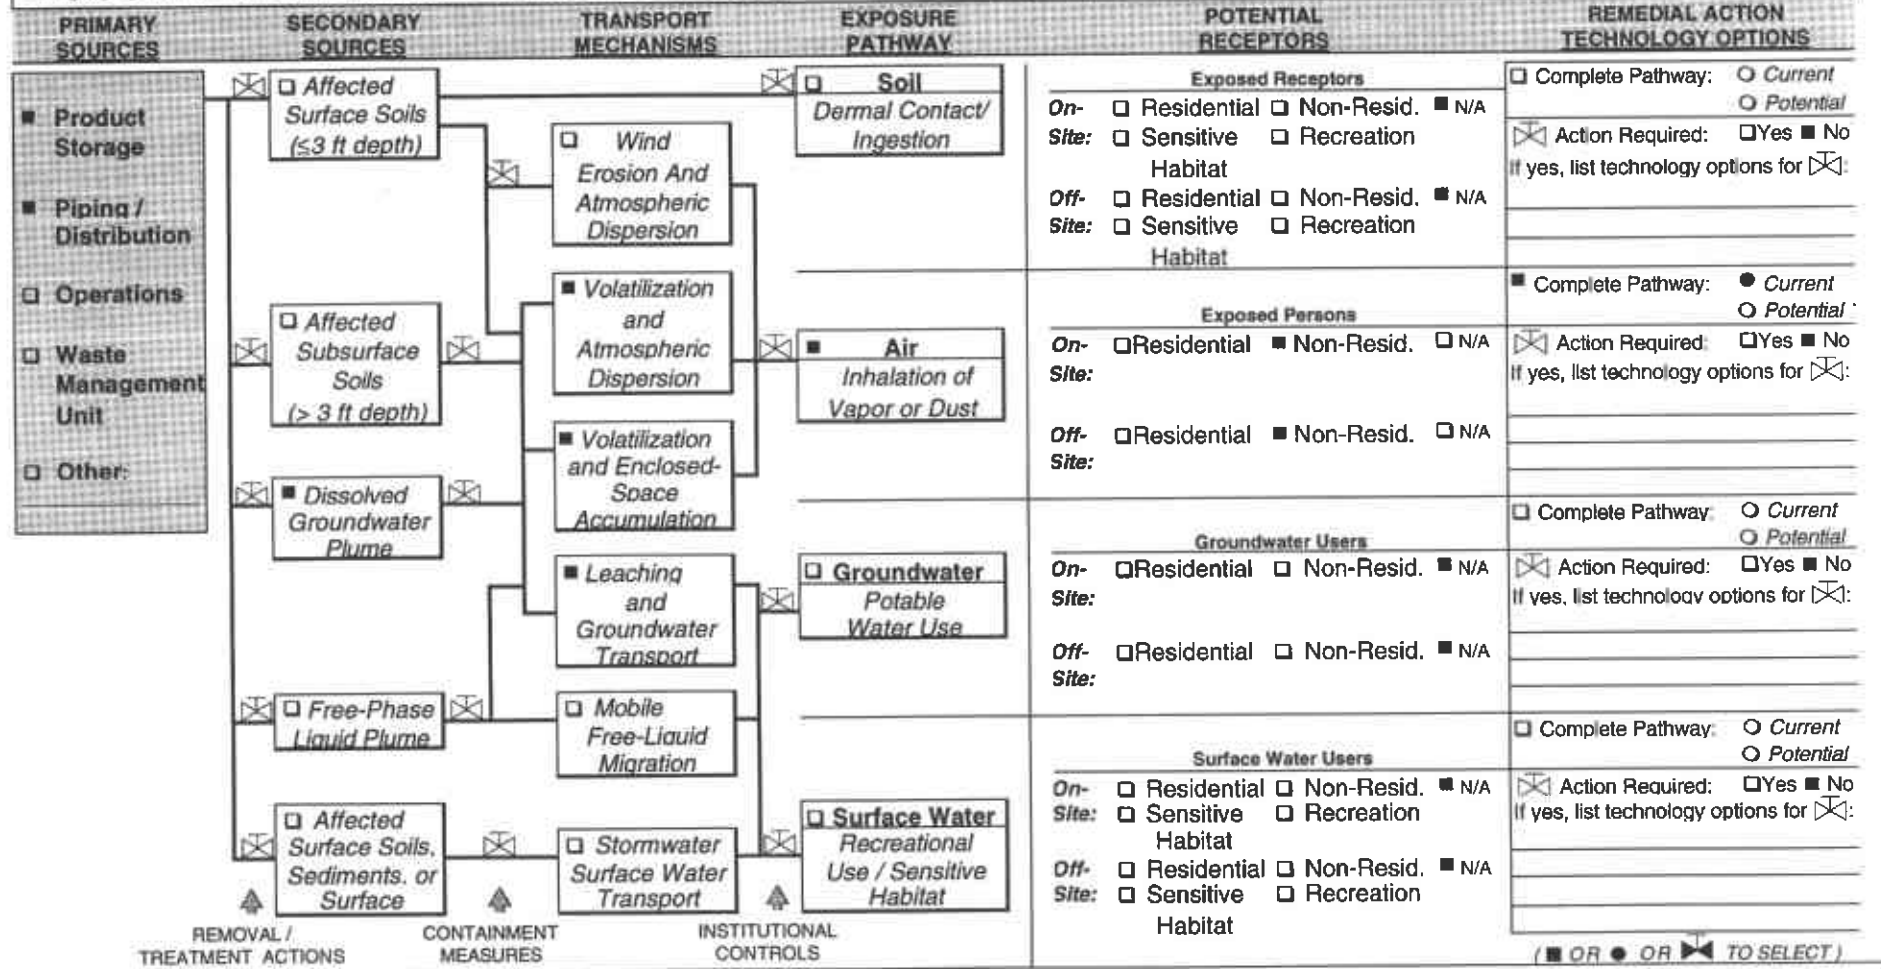 PRIMARY
SOURCES
SECONDARY
SOURCES
TRANSPORT
MECHANISMS
EXPOSURE
PATHWAY
POTENTIAL
RECEPTORS
REMEDIAL ACTION
TECHNOLOGY OPTIONS
■ Product
Storage
■ Piping /
Distribution
❑ Operations
❑ Waste
Management
Unit
❑ Other:
❑ Affected
Surface Soils
(≤3 ft depth)
❑ Affected
Subsurface
Soils
(> 3 ft depth)
■ Dissolved
Groundwater
Plume
❑ Free-Phase
Liquid Plume
❑ Affected
Surface Soils,
Sediments, or
Surface
❑ Wind
Erosion And
Atmospheric
Dispersion
■ Volatilization
and
Atmospheric
Dispersion
■ Volatilization
and Enclosed-
Space
Accumulation
■ Leaching
and
Groundwater
Transport
❑ Mobile
Free-Liquid
Migration
❑ Stormwater
Surface Water
Transport
❑ Soil
Dermal Contact/
Ingestion
■ Air
Inhalation of
Vapor or Dust
❑ Groundwater
Potable
Water Use
❑ Surface Water
Recreational
Use / Sensitive
Habitat
REMOVAL /
TREATMENT ACTIONS
CONTAINMENT
MEASURES
INSTITUTIONAL
CONTROLS
Exposed Receptors
On- ❑ Residential ❑ Non-Resid. ■ N/A
Site: ❑ Sensitive ❑ Recreation
Habitat
Off- ❑ Residential ❑ Non-Resid. ■ N/A
Site: ❑ Sensitive ❑ Recreation
Habitat
❑ Complete Pathway: ○ Current
○ Potential
Action Required: ❑Yes ■ No
If yes, list technology options for :
Exposed Persons
On- ❑Residential ■ Non-Resid. ❑ N/A
Site:
Off- ❑Residential ■ Non-Resid. ❑ N/A
Site:
■ Complete Pathway: ● Current
○ Potential
Action Required: ❑Yes ■ No
If yes, list technology options for :
Groundwater Users
On- ❑Residential ❑ Non-Resid. ■ N/A
Site:
Off- ❑Residential ❑ Non-Resid. ■ N/A
Site:
❑ Complete Pathway: ○ Current
○ Potential
Action Required: ❑Yes ■ No
If yes, list technology options for :
Surface Water Users
On- ❑ Residential ❑ Non-Resid. ■ N/A
Site: ❑ Sensitive ❑ Recreation
Habitat
Off- ❑ Residential ❑ Non-Resid. ■ N/A
Site: ❑ Sensitive ❑ Recreation
Habitat
❑ Complete Pathway: ○ Current
○ Potential
Action Required: ❑Yes ■ No
If yes, list technology options for :
( ■ OR ● OR TO SELECT )